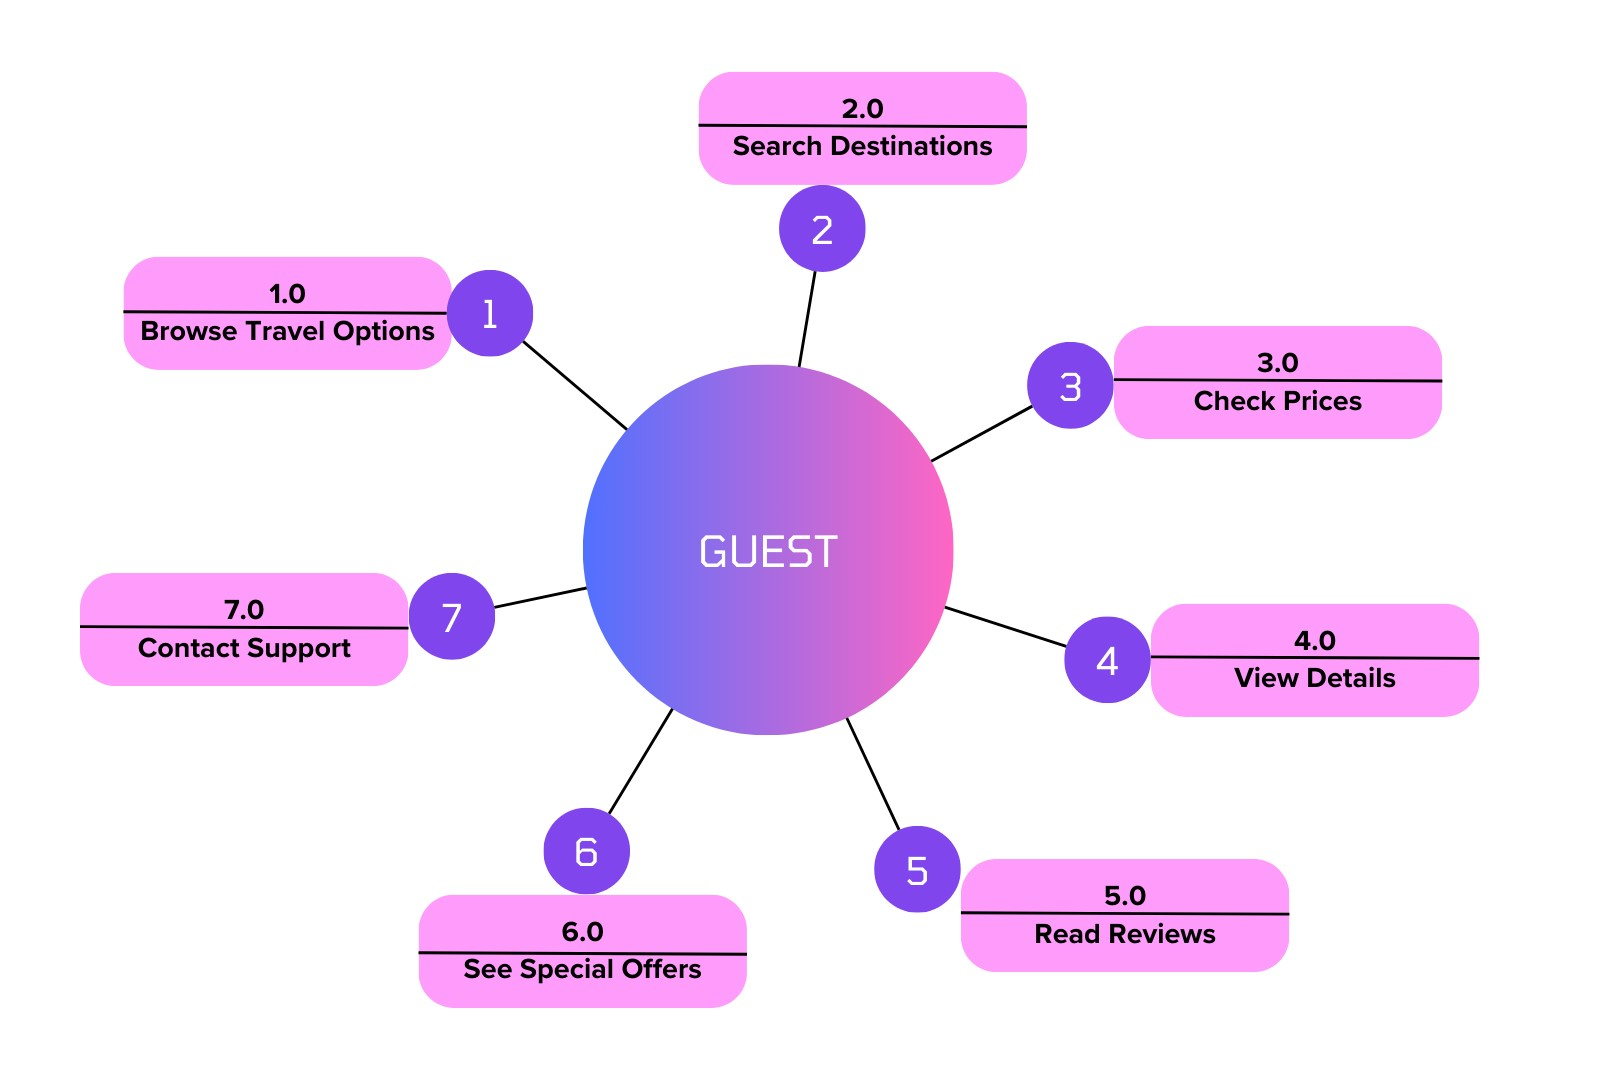 2.0
Search Destinations
2
1.0
Browse Travel Options
1
3
3.0
Check Prices
GUEST
7.0
Contact Support
7
4
4.0
View Details
6
6.0
See Special Offers
5
5.0
Read Reviews